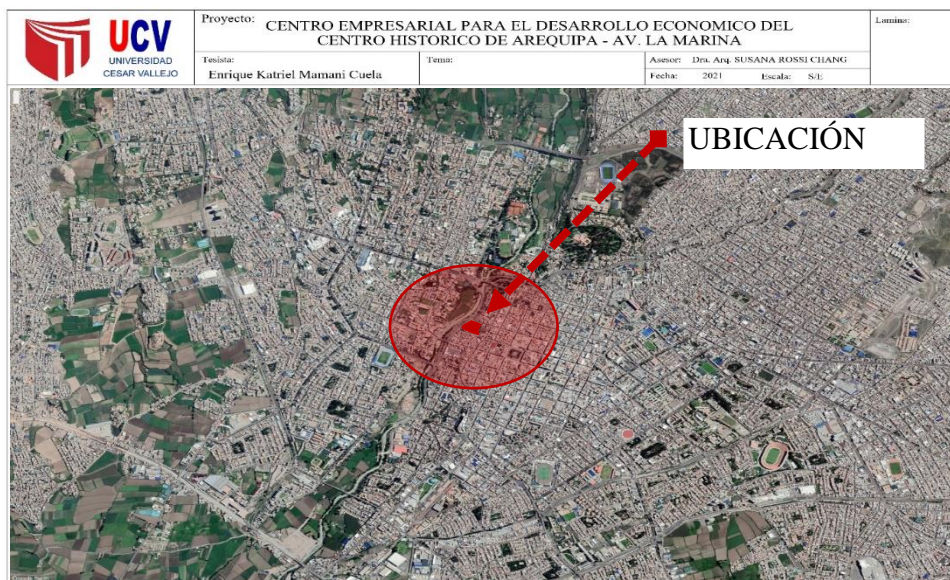 UCV
UNIVERSIDAD
CESAR VALLEJO
Proyecto:
CENTRO EMPRESARIAL PARA EL DESARROLLO ECONOMICO DEL
CENTRO HISTORICO DE AREQUIPA - AV. LA MARINA
Lamina:
Tesista:
Enrique Katriel Mamani Cuela
Tema:
Asesor: Dra. Arq. SUSANA ROSSI CHANG
Fecha: 2021 Escala: S/E
UBICACIÓN